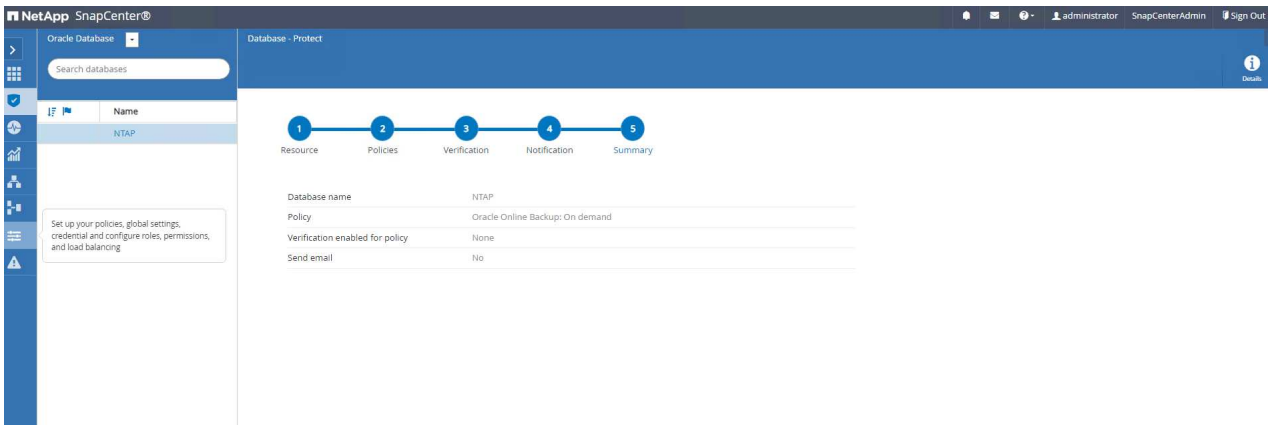 NetApp SnapCenter®
administrator SnapCenterAdmin Sign Out
Oracle Database
Database - Protect
Search databases
Details
Name
NTAP
1 2 3 4 5
Resource Policies Verification Notification Summary
Database name NTAP
Policy Oracle Online Backup: On demand
Verification enabled for policy None
Send email No
Set up your policies, global settings,
credential and configure roles, permissions,
and load balancing